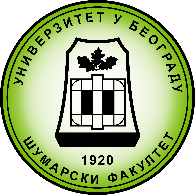 УНИВЕРЗИТЕТ У БЕОГРАДУ
1920
ШУМАРСКИ ФАКУЛТЕТ